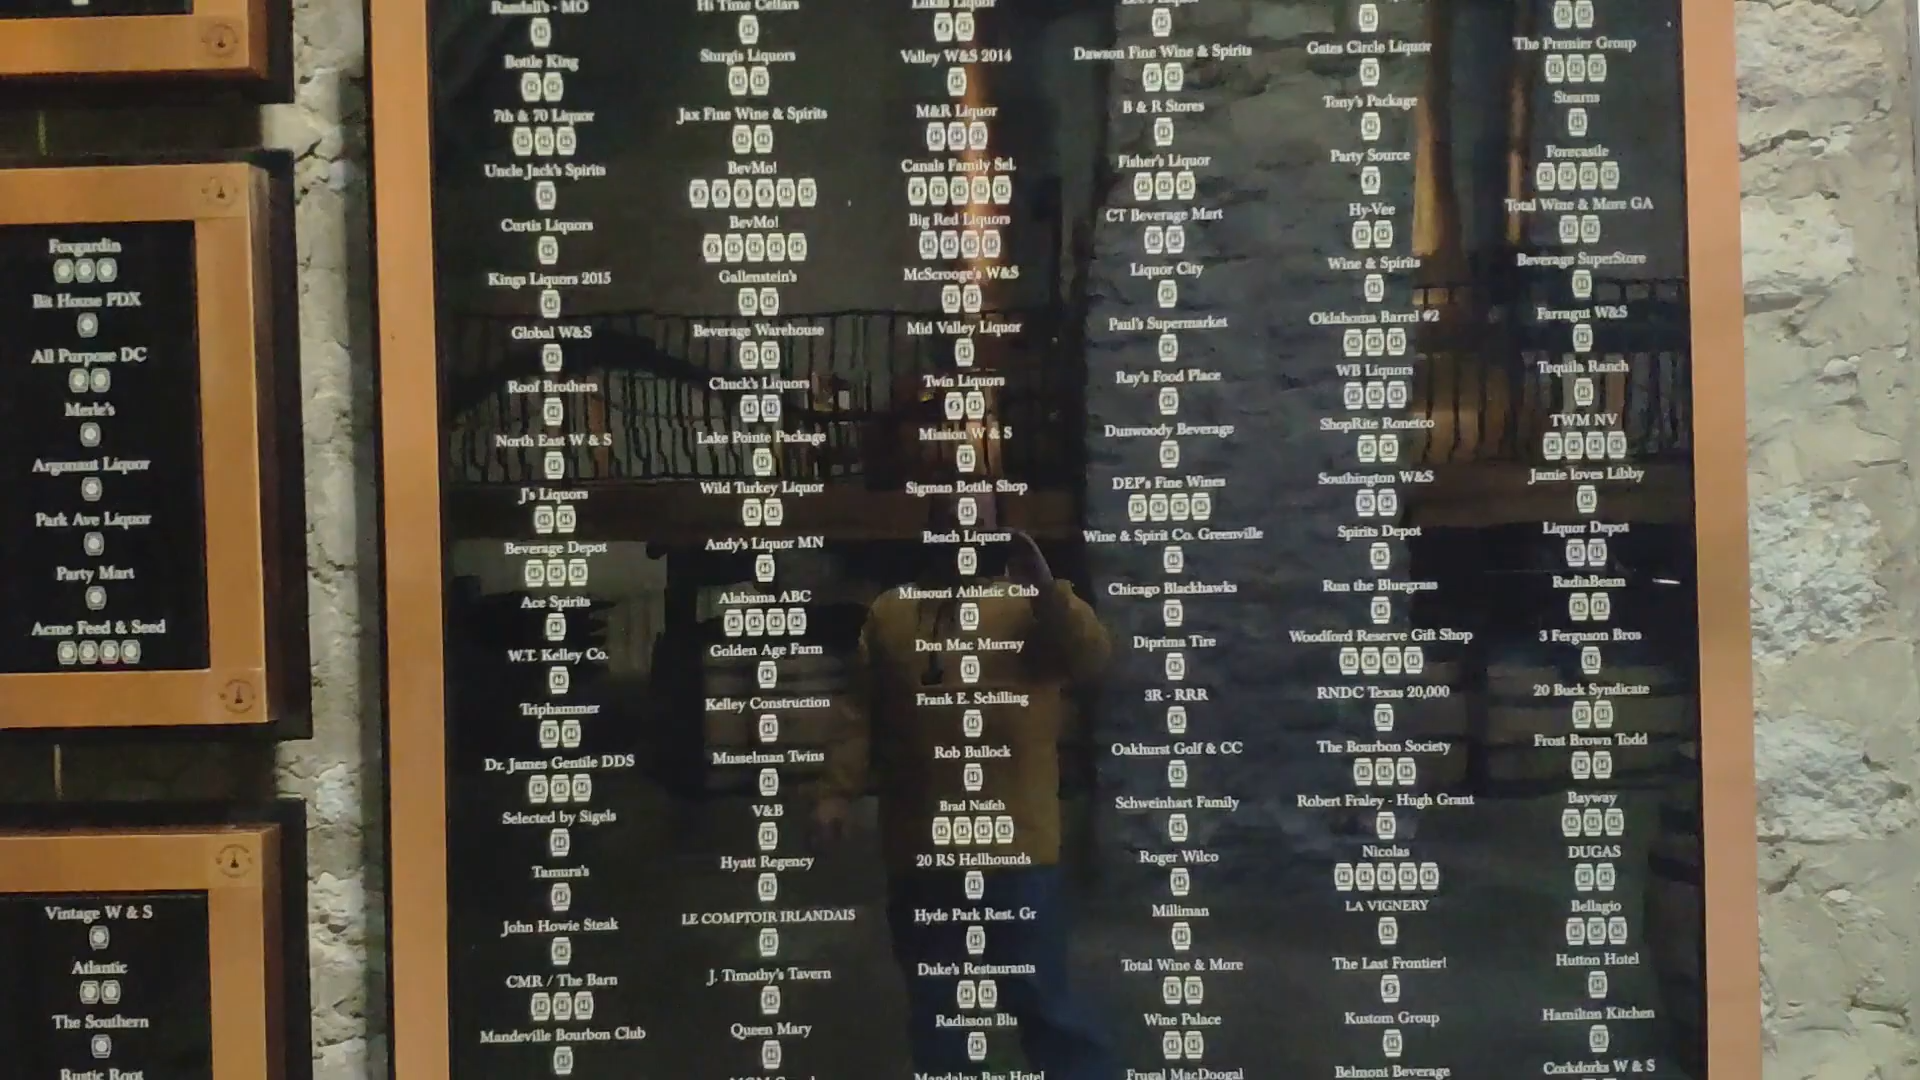 Foxgardin
Bit House PDX
All Purpose DC
Merle's
Argonaut Liquor
Park Ave Liquor
Party Mart
Acme Feed & Seed
Vintage W & S
Atlantic
The Southern
Rustic Root
Randall's - MO
Bottle King
7th & 70 Liquor
Uncle Jack's Spirits
Curtis Liquors
Kings Liquors 2015
Global W&S
Roof Brothers
North East W & S
J's Liquors
Beverage Depot
Ace Spirits
W.T. Kelley Co.
Triphammer
Dr. James Gentile DDS
Selected by Sigels
Tamura's
John Howie Steak
CMR / The Barn
Mandeville Bourbon Club
Hi Time Cellars
Sturgis Liquors
Jax Fine Wine & Spirits
BevMo!
BevMo!
Gallenstein's
Beverage Warehouse
Chuck's Liquors
Lake Pointe Package
Wild Turkey Liquor
Andy's Liquor MN
Alabama ABC
Golden Age Farm
Kelley Construction
Musselman Twins
V&B
Hyatt Regency
LE COMPTOIR IRLANDAIS
J. Timothy's Tavern
Queen Mary
Lukas Liquor
Valley W&S 2014
M&R Liquor
Canals Family Sel.
Big Red Liquors
McScrooge's W&S
Mid Valley Liquor
Twin Liquors
Mission W & S
Sigman Bottle Shop
Beach Liquors
Missouri Athletic Club
Don Mac Murray
Frank E. Schilling
Rob Bullock
Brad Naifeh
20 RS Hellhounds
Hyde Park Rest. Gr
Duke's Restaurants
Radisson Blu
Mandalay Bay Hotel
Dawson Fine Wine & Spirits
B & R Stores
Fisher's Liquor
CT Beverage Mart
Liquor City
Paul's Supermarket
Ray's Food Place
Dunwoody Beverage
DEP's Fine Wines
Wine & Spirit Co. Greenville
Chicago Blackhawks
Diprima Tire
3R - RRR
Oakhurst Golf & CC
Schweinhart Family
Roger Wilco
Milliman
Total Wine & More
Wine Palace
Frugal MacDoogal
Gates Circle Liquor
Tony's Package
Party Source
Hy-Vee
Wine & Spirits
Oklahoma Barrel #2
WB Liquors
ShopRite Ronetco
Southington W&S
Spirits Depot
Run the Bluegrass
Woodford Reserve Gift Shop
RNDC Texas 20,000
The Bourbon Society
Robert Fraley - Hugh Grant
Nicolas
LA VIGNERY
The Last Frontier!
Kustom Group
Belmont Beverage
The Premier Group
Stearns
Forecastle
Total Wine & More GA
Beverage SuperStore
Farragut W&S
Tequila Ranch
TWM NV
Jamie loves Libby
Liquor Depot
RadiaBeam
3 Ferguson Bros
20 Buck Syndicate
Frost Brown Todd
Bayway
DUGAS
Bellagio
Hutton Hotel
Hamilton Kitchen
Corkdorks W & S